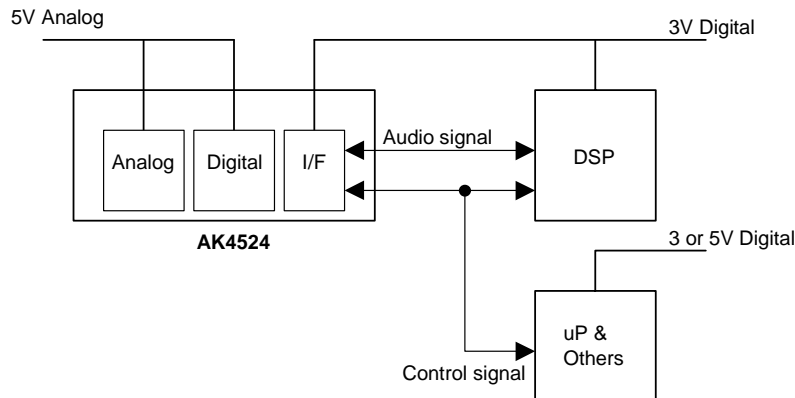 5V Analog
3V Digital
Analog
Digital
I/F
Audio signal
DSP
AK4524
3 or 5V Digital
uP &
Others
Control signal